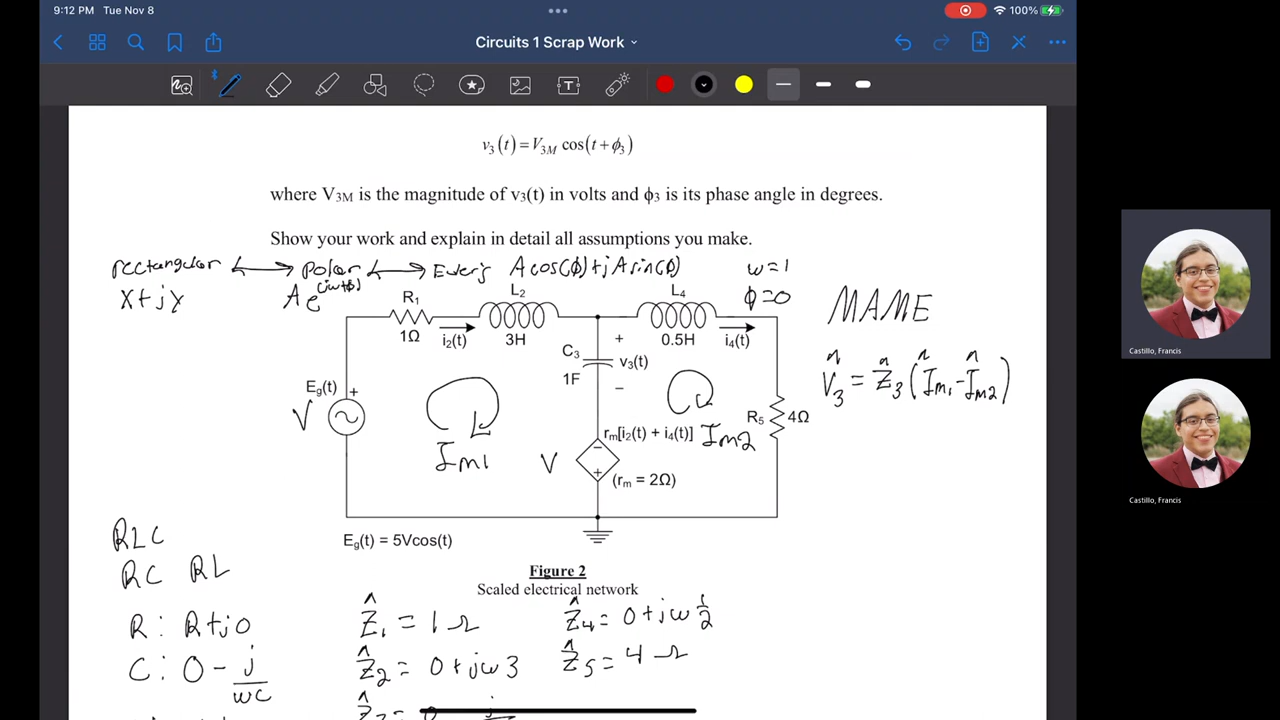 9:12 PM Tue Nov 8
100%
Circuits 1 Scrap Work
T
v₃(t) = V₃M cos(t + ϕ₃)
where V₃M is the magnitude of v₃(t) in volts and ϕ₃ is its phase angle in degrees.
Show your work and explain in detail all assumptions you make.
rectangular ⟷ Polar ⟷ Euler's A cos(ϕ) + j A sin(ϕ)
ω = 1
x + jy
A e^(jωtϕ)
ϕ = 0
R₁
L₂
L₄
1Ω
i₂(t)
3H
0.5H
i₄(t)
MAME
C₃
+
v₃(t)
1F
−
V̂₃ = Ẑ₃ (Îm₁ - Îm₂)
Eg(t)
+
V
R₅
4Ω
rm[i₂(t) + i₄(t)]
Im2
Im1
V
−
+
(rm = 2Ω)
Eg(t) = 5Vcos(t)
RLC
RC RL
Figure 2
Scaled electrical network
R: R + j0
Ẑ₁ = 1 Ω
Ẑ₄ = 0 + jω ½
C: 0 - j/ωC
Ẑ₂ = 0 + jω3
Ẑ₅ = 4 Ω
Castillo, Francis
Castillo, Francis